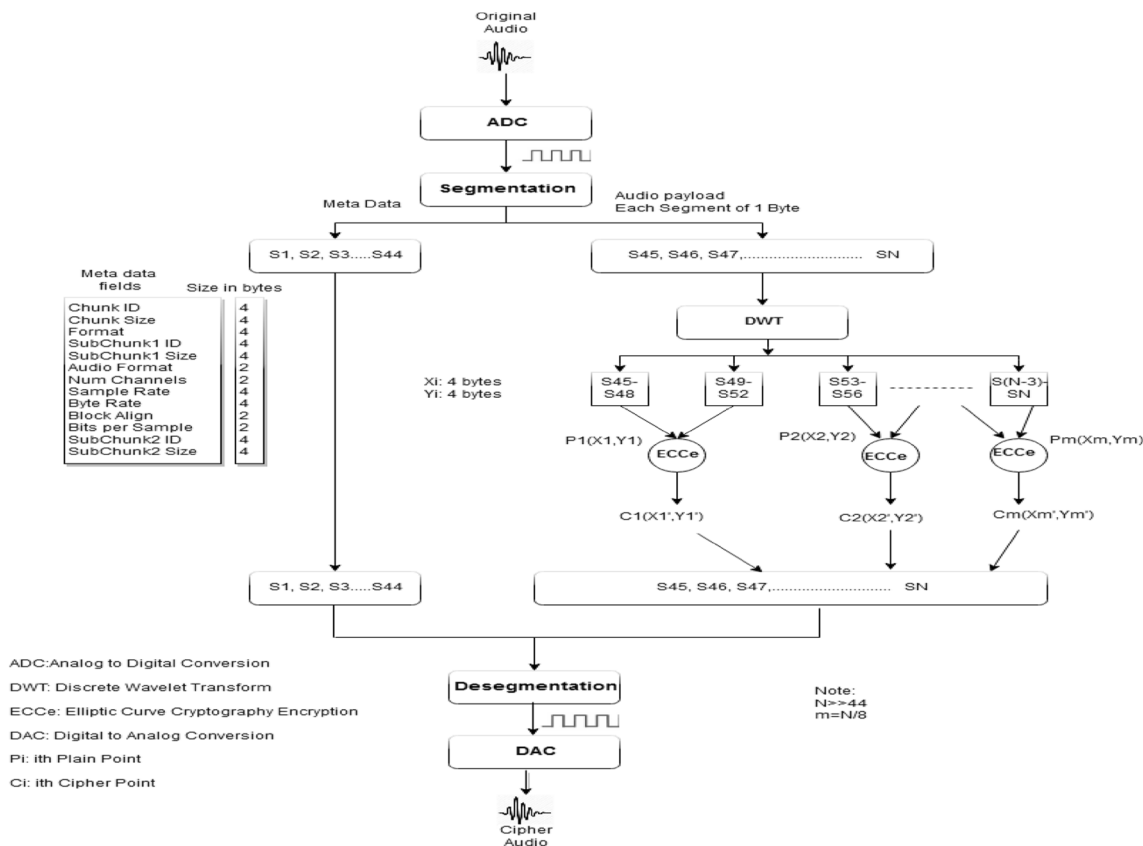 Original
Audio
ADC
Segmentation
Meta Data
Audio payload
Each Segment of 1 Byte
S1, S2, S3.....S44
S45, S46, S47,............................ SN
Meta data
fields
Size in bytes
Chunk ID 4
Chunk Size 4
Format 4
SubChunk1 ID 4
SubChunk1 Size 4
Audio Format 2
Num Channels 2
Sample Rate 4
Byte Rate 4
Block Align 2
Bits per Sample 2
SubChunk2 ID 4
SubChunk2 Size 4
DWT
Xi: 4 bytes
Yi: 4 bytes
S45-
S48
S49-
S52
S53-
S56
S(N-3)-
SN
P1(X1,Y1)
P2(X2,Y2)
Pm(Xm,Ym)
ECCe
ECCe
ECCe
C1(X1',Y1')
C2(X2',Y2')
Cm(Xm',Ym')
S1, S2, S3.....S44
S45, S46, S47,............................ SN
ADC:Analog to Digital Conversion
DWT: Discrete Wavelet Transform
ECCe: Elliptic Curve Cryptography Encryption
DAC: Digital to Analog Conversion
Pi: ith Plain Point
Ci: ith Cipher Point
Desegmentation
DAC
Cipher
Audio
Note:
N>>44
m=N/8